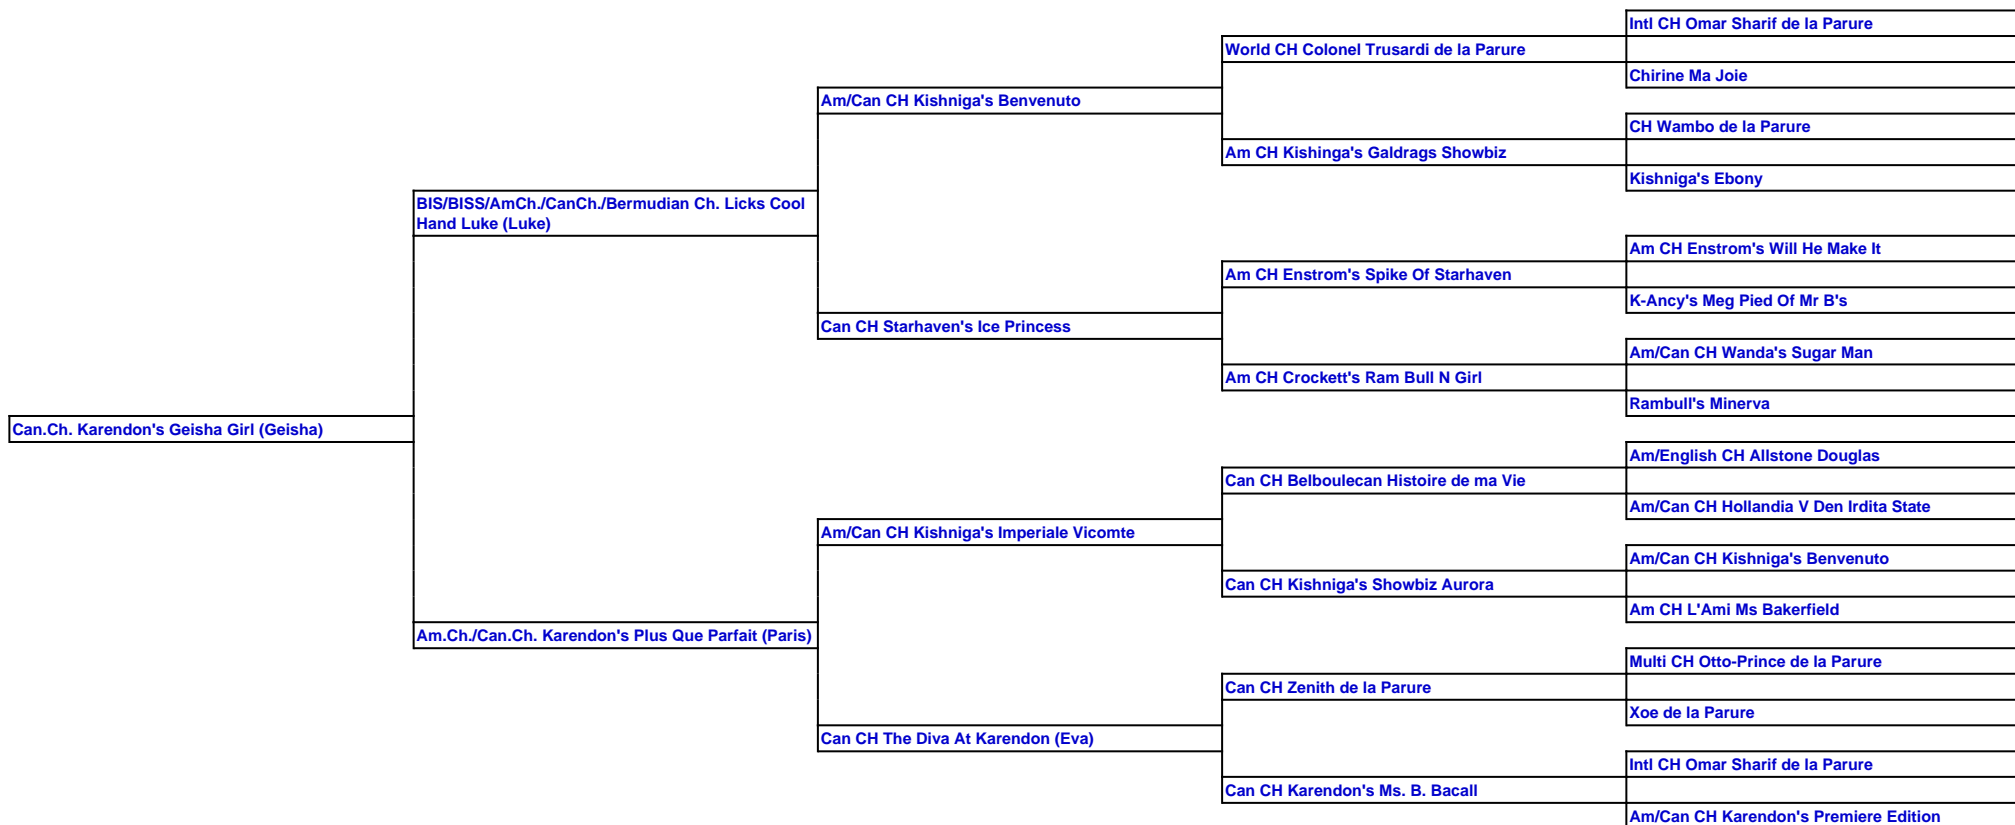 Intl CH Omar Sharif de la Parure
World CH Colonel Trusardi de la Parure
Chirine Ma Joie
Am/Can CH Kishniga's Benvenuto
CH Wambo de la Parure
Am CH Kishinga's Galdrags Showbiz
Kishniga's Ebony
BIS/BISS/AmCh./CanCh./Bermudian Ch. Licks Cool
Hand Luke (Luke)
Am CH Enstrom's Will He Make It
Am CH Enstrom's Spike Of Starhaven
K-Ancy's Meg Pied Of Mr B's
Can CH Starhaven's Ice Princess
Am/Can CH Wanda's Sugar Man
Am CH Crockett's Ram Bull N Girl
Rambull's Minerva
Can.Ch. Karendon's Geisha Girl (Geisha)
Am/English CH Allstone Douglas
Can CH Belboulecan Histoire de ma Vie
Am/Can CH Hollandia V Den Irdita State
Am/Can CH Kishniga's Imperiale Vicomte
Am/Can CH Kishniga's Benvenuto
Can CH Kishniga's Showbiz Aurora
Am CH L'Ami Ms Bakerfield
Am.Ch./Can.Ch. Karendon's Plus Que Parfait (Paris)
Multi CH Otto-Prince de la Parure
Can CH Zenith de la Parure
Xoe de la Parure
Can CH The Diva At Karendon (Eva)
Intl CH Omar Sharif de la Parure
Can CH Karendon's Ms. B. Bacall
Am/Can CH Karendon's Premiere Edition